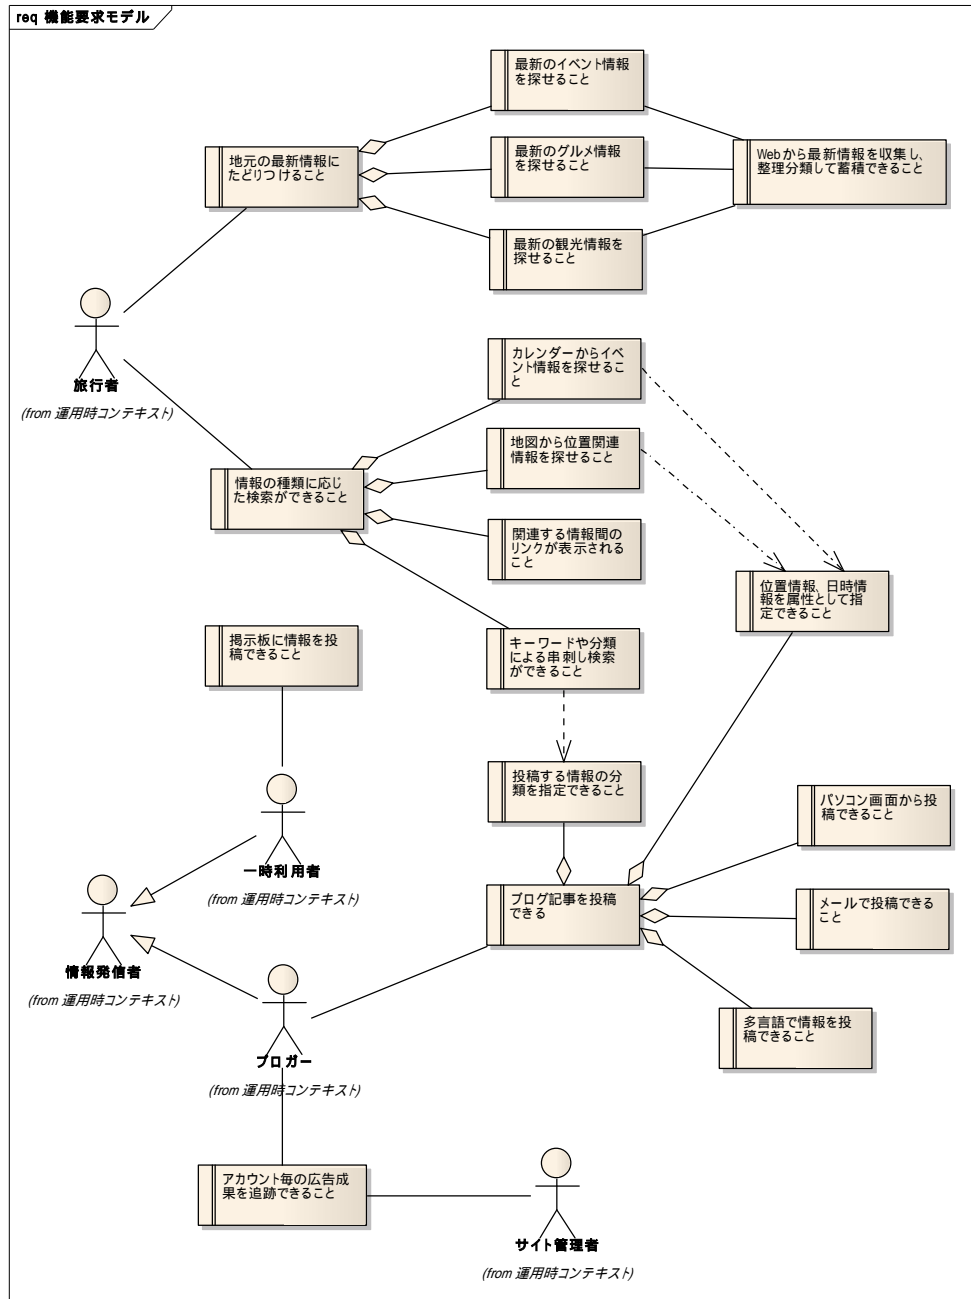 req 機能要求モデル
最新のイベント情報
を探せること
地元の最新情報に
たどりつけること
最新のグルメ情報
を探せること
Webから最新情報を収集し、
整理分類して蓄積できること
最新の観光情報を
探せること
旅行者
(from 運用時コンテキスト)
カレンダーからイベ
ント情報を探せるこ
と
地図から位置関連
情報を探せること
情報の種類に応じ
た検索ができること
関連する情報間の
リンクが表示される
こと
位置情報、日時情
報を属性として指
定できること
掲示板に情報を投
稿できること
キーワードや分類
による串刺し検索
ができること
投稿する情報の分
類を指定できること
パソコン画面から投
稿できること
一時利用者
(from 運用時コンテキスト)
ブログ記事を投稿
できる
メールで投稿できる
こと
情報発信者
(from 運用時コンテキスト)
多言語で情報を投
稿できること
ブロガー
(from 運用時コンテキスト)
アカウント毎の広告成
果を追跡できること
サイト管理者
(from 運用時コンテキスト)